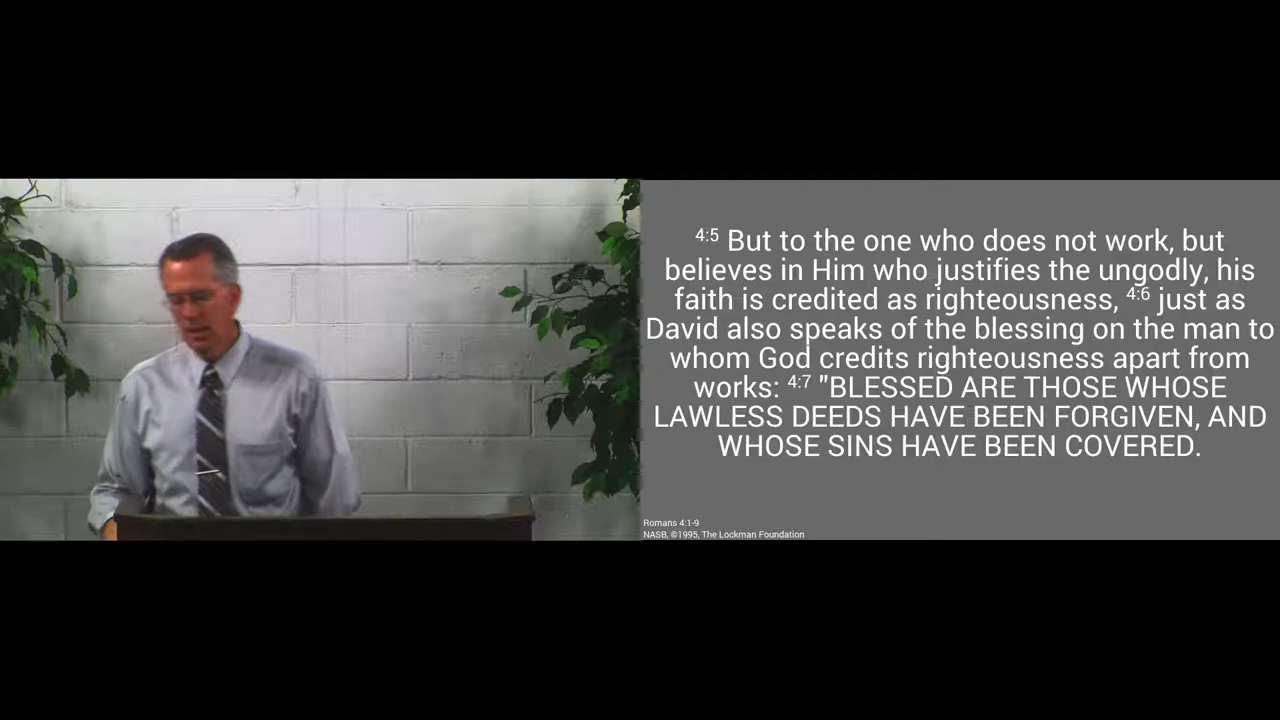 4:5 But to the one who does not work, but
believes in Him who justifies the ungodly, his
faith is credited as righteousness, 4:6 just as
David also speaks of the blessing on the man to
whom God credits righteousness apart from
works: 4:7 "BLESSED ARE THOSE WHOSE
LAWLESS DEEDS HAVE BEEN FORGIVEN, AND
WHOSE SINS HAVE BEEN COVERED.
Romans 4:1-9
NASB, ©1995, The Lockman Foundation